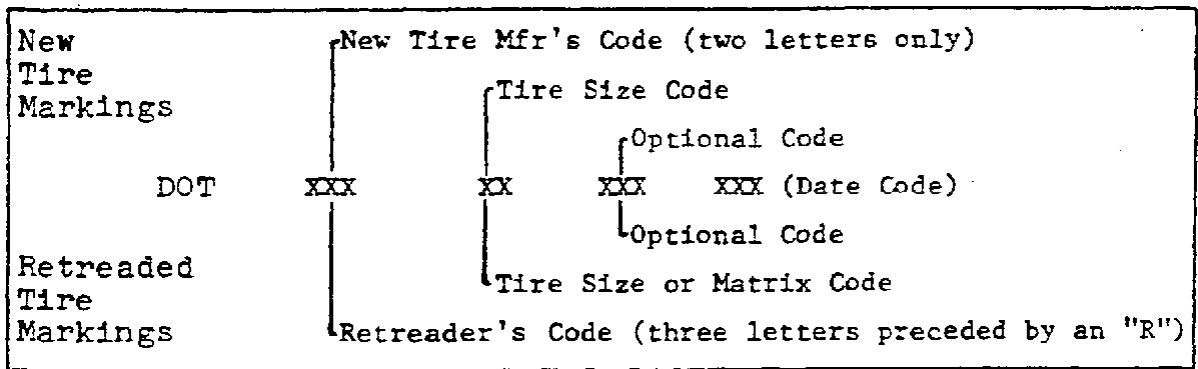 New
Tire
Markings
New Tire Mfr's Code (two letters only)
Tire Size Code
Optional Code
DOT XXX XX XXX XXX (Date Code)
Optional Code
Retreaded
Tire
Markings
Tire Size or Matrix Code
Retreader's Code (three letters preceded by an "R")